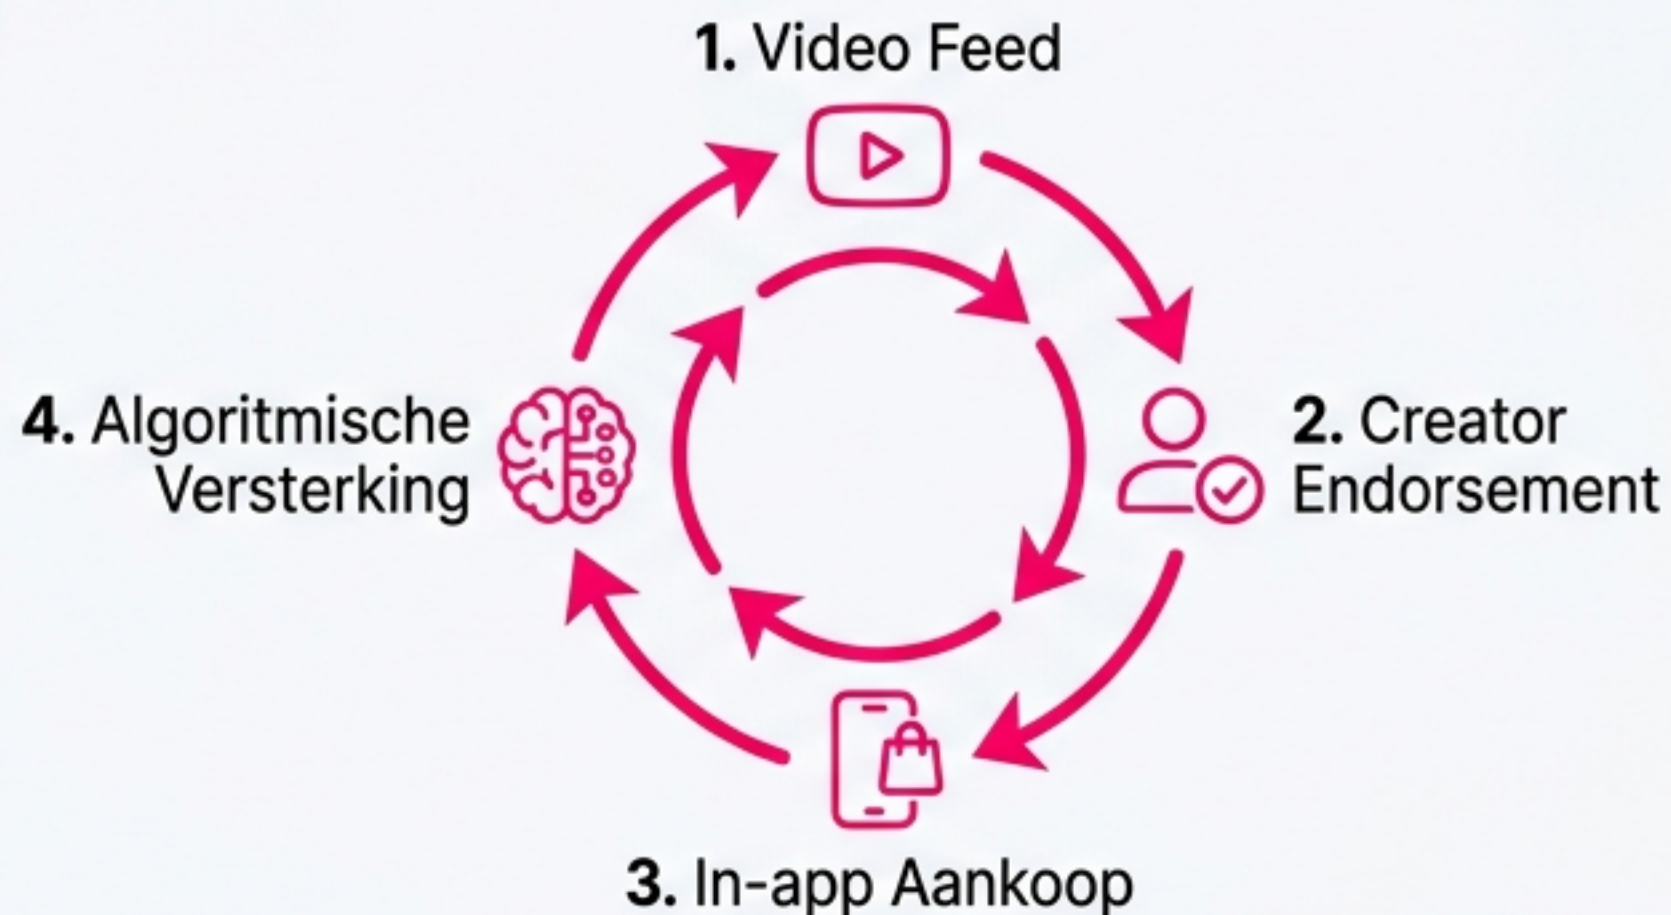 1. Video Feed
2. Creator
Endorsement
3. In-app Aankoop
4. Algoritmische
Versterking